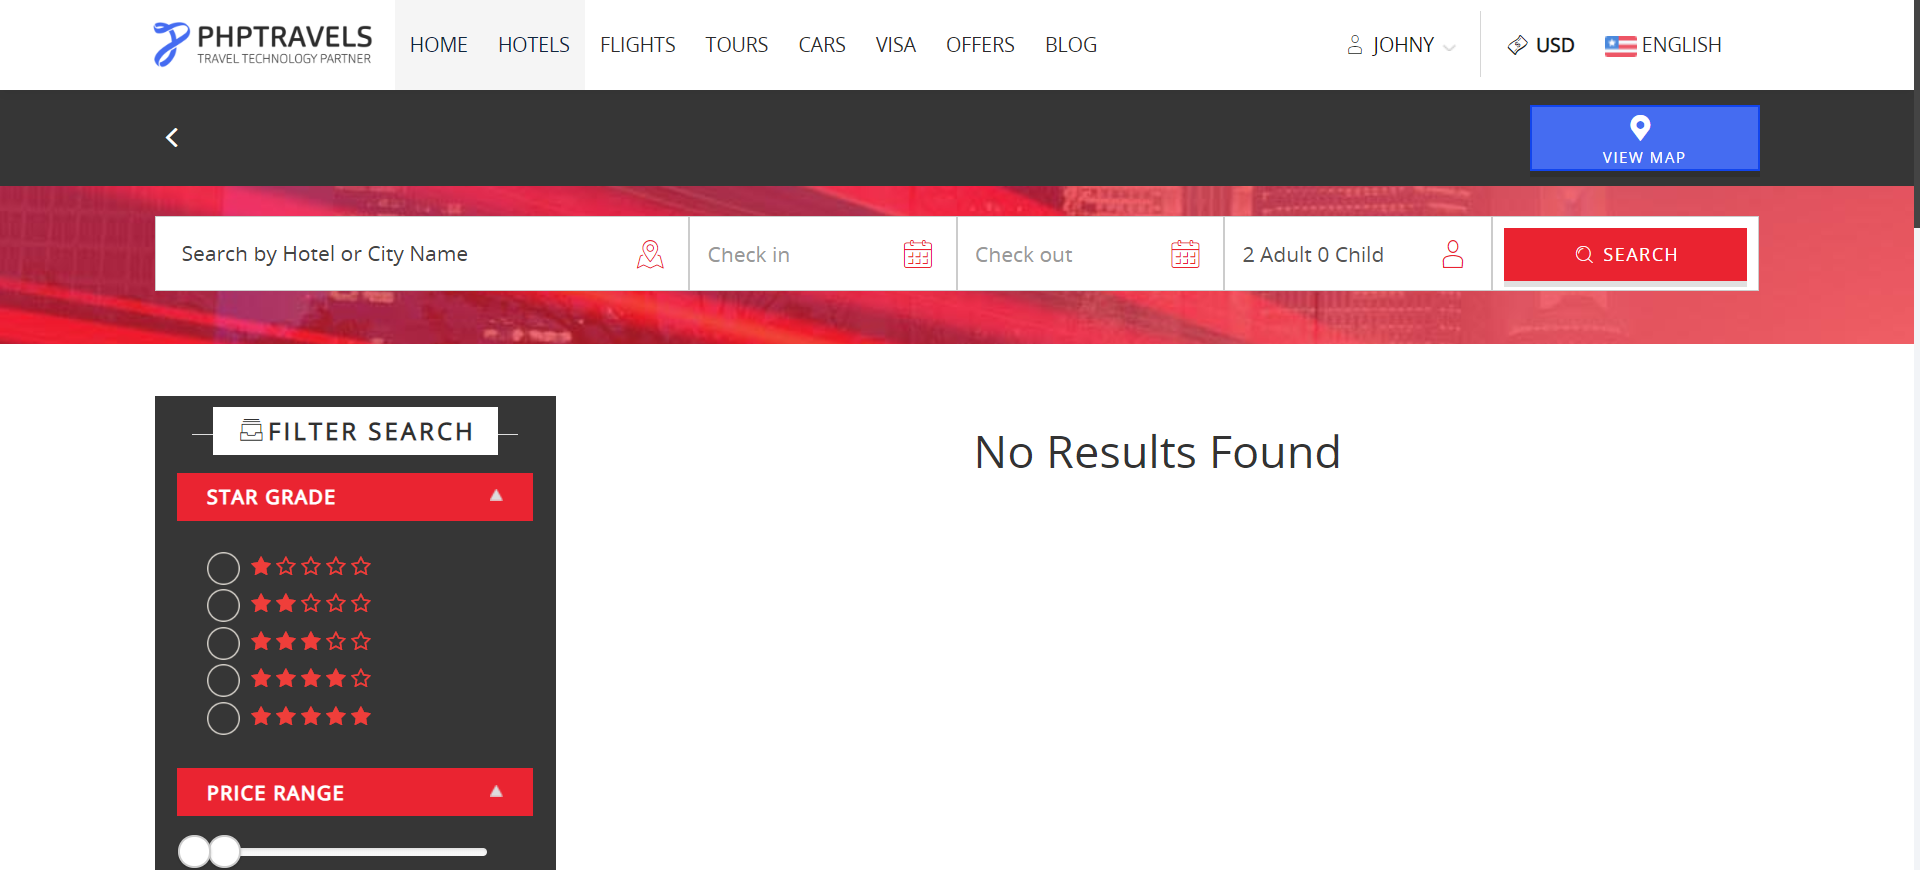 PHPTRAVELS
TRAVEL TECHNOLOGY PARTNER
HOME HOTELS FLIGHTS TOURS CARS VISA OFFERS BLOG
JOHNY USD ENGLISH
VIEW MAP
Search by Hotel or City Name Check in Check out 2 Adult 0 Child SEARCH
FILTER SEARCH
No Results Found
STAR GRADE
PRICE RANGE